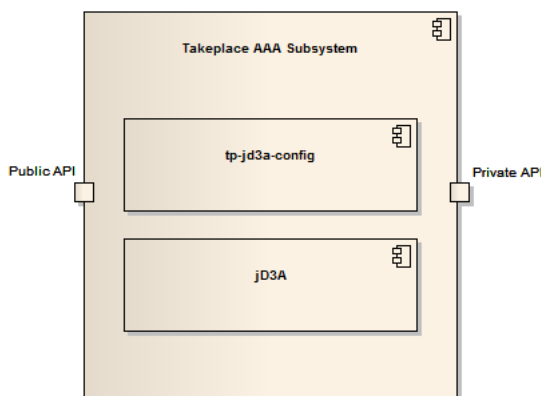 Takeplace AAA Subsystem
tp-jd3a-config
Public API
Private API
jD3A